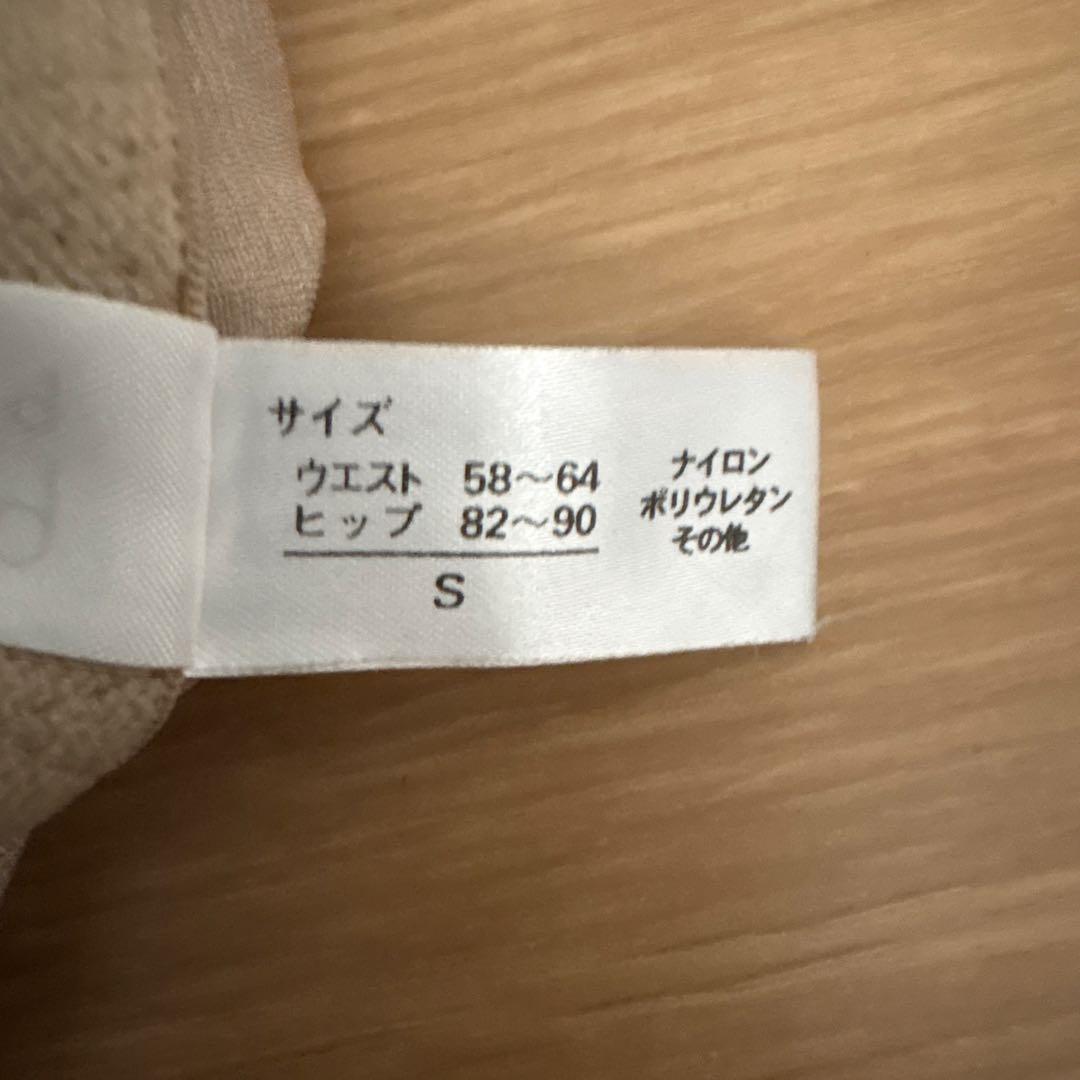 サイズ
ウエスト 58〜64
ヒップ 82〜90
S
ナイロン
ポリウレタン
その他